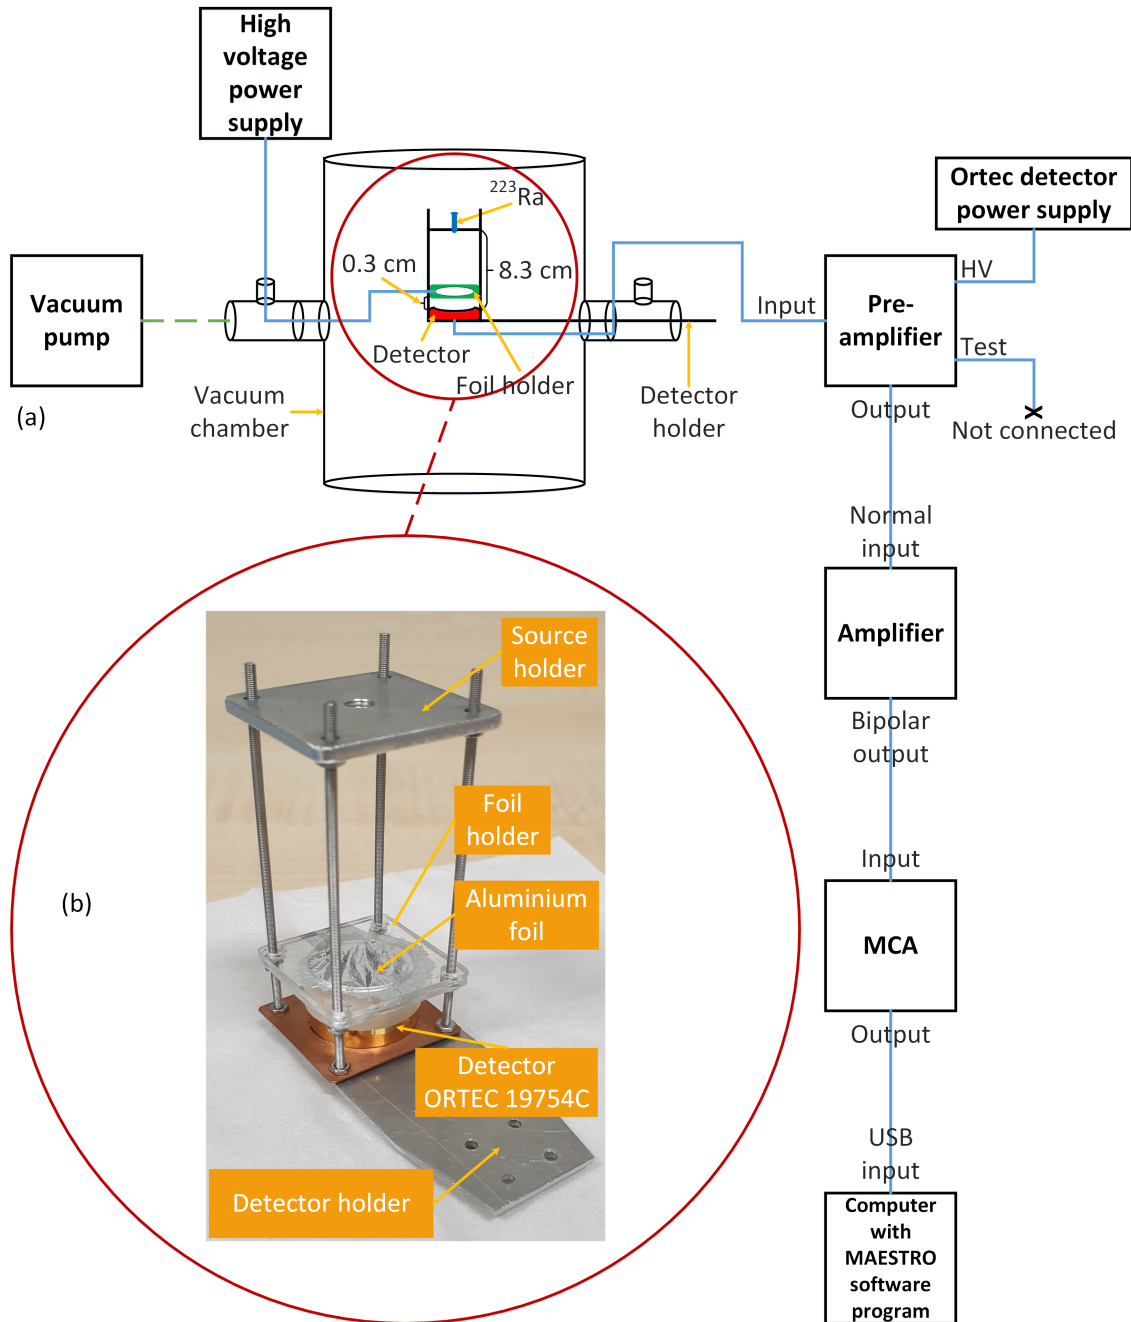 High
voltage
power
supply
Ortec detector
power supply
²²³Ra
0.3 cm
8.3 cm
HV
Vacuum
pump
Input
Pre-
amplifier
Test
Detector
Foil holder
Vacuum
chamber
Detector
holder
Output
Not connected
(a)
Normal
input
Amplifier
Bipolar
output
Input
MCA
Output
USB
input
Computer
with
MAESTRO
software
program
(b)
Source
holder
Foil
holder
Aluminium
foil
Detector
ORTEC 19754C
Detector holder